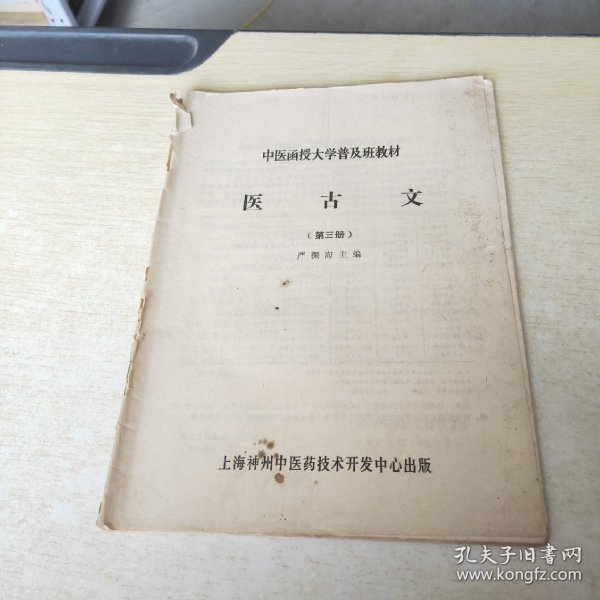 中医函授大学普及班教材
医古文
（第三册）
严振海主编
上海神州中医药技术开发中心出版
孔夫子旧书网
www.kongfz.com